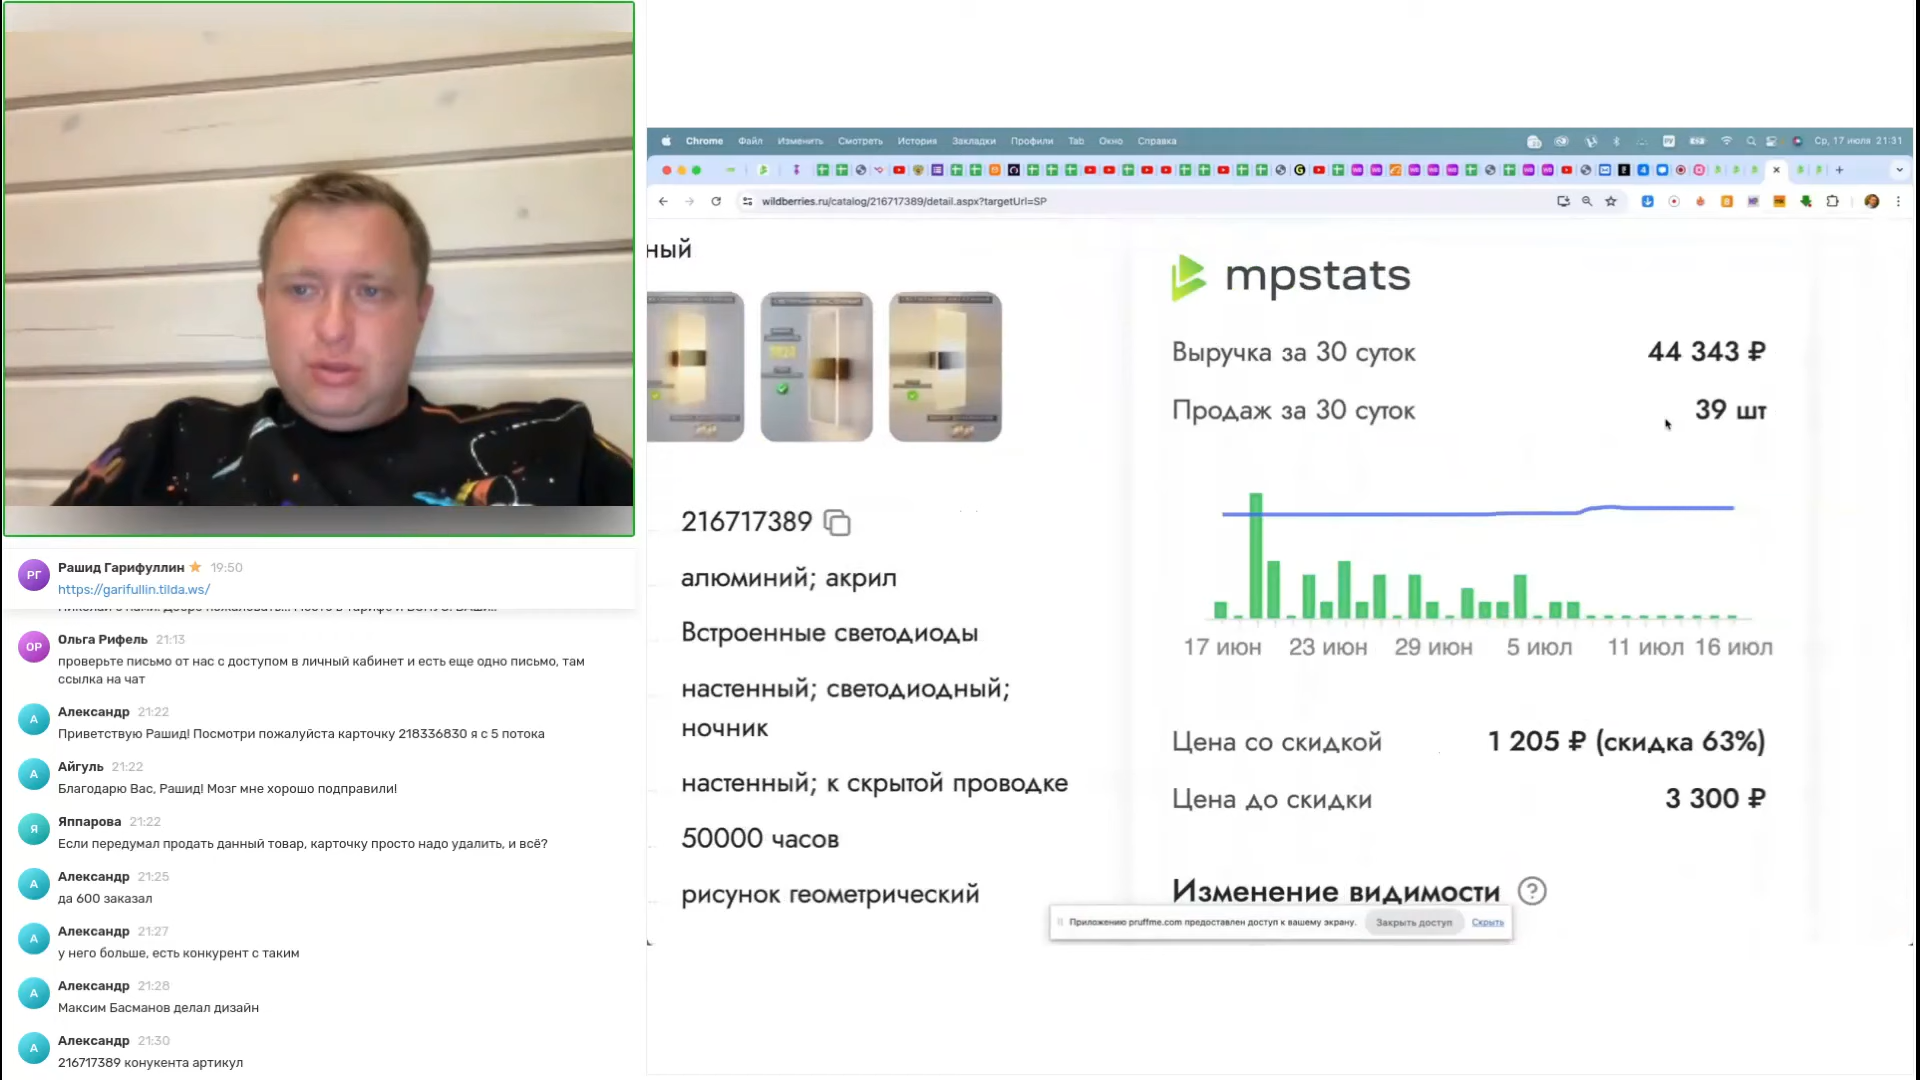 РГ
Рашид Гарифуллин 19:50
https://garifullin.tilda.ws/
ОР
Ольга Рифель 21:13
проверьте письмо от нас с доступом в личный кабинет и есть еще одно письмо, там
ссылка на чат
А
Александр 21:22
Приветствую Рашид! Посмотри пожалуйста карточку 218336830 я с 5 потока
А
Айгуль 21:22
Благодарю Вас, Рашид! Мозг мне хорошо подправили!
Я
Яппарова 21:22
Если передумал продать данный товар, карточку просто надо удалить, и всё?
А
Александр 21:25
да 600 заказал
А
Александр 21:27
у него больше, есть конкурент с таким
А
Александр 21:28
Максим Басманов делал дизайн
А
Александр 21:30
216717389 конукента артикул
Chrome Файл Изменить Смотреть История Закладки Профили Tab Окно Справка Ср, 17 июля 21:31
wildberries.ru/catalog/216717389/detail.aspx?targetUrl=SP
ный
216717389
алюминий; акрил
Встроенные светодиоды
настенный; светодиодный;
ночник
настенный; к скрытой проводке
50000 часов
рисунок геометрический
mpstats
Выручка за 30 суток 44 343 ₽
Продаж за 30 суток 39 шт
17 июн 23 июн 29 июн 5 июл 11 июл 16 июл
Цена со скидкой 1 205 ₽ (скидка 63%)
Цена до скидки 3 300 ₽
Изменение видимости ?
Приложению pruffme.com предоставлен доступ к вашему экрану. Закрыть доступ Скрыть